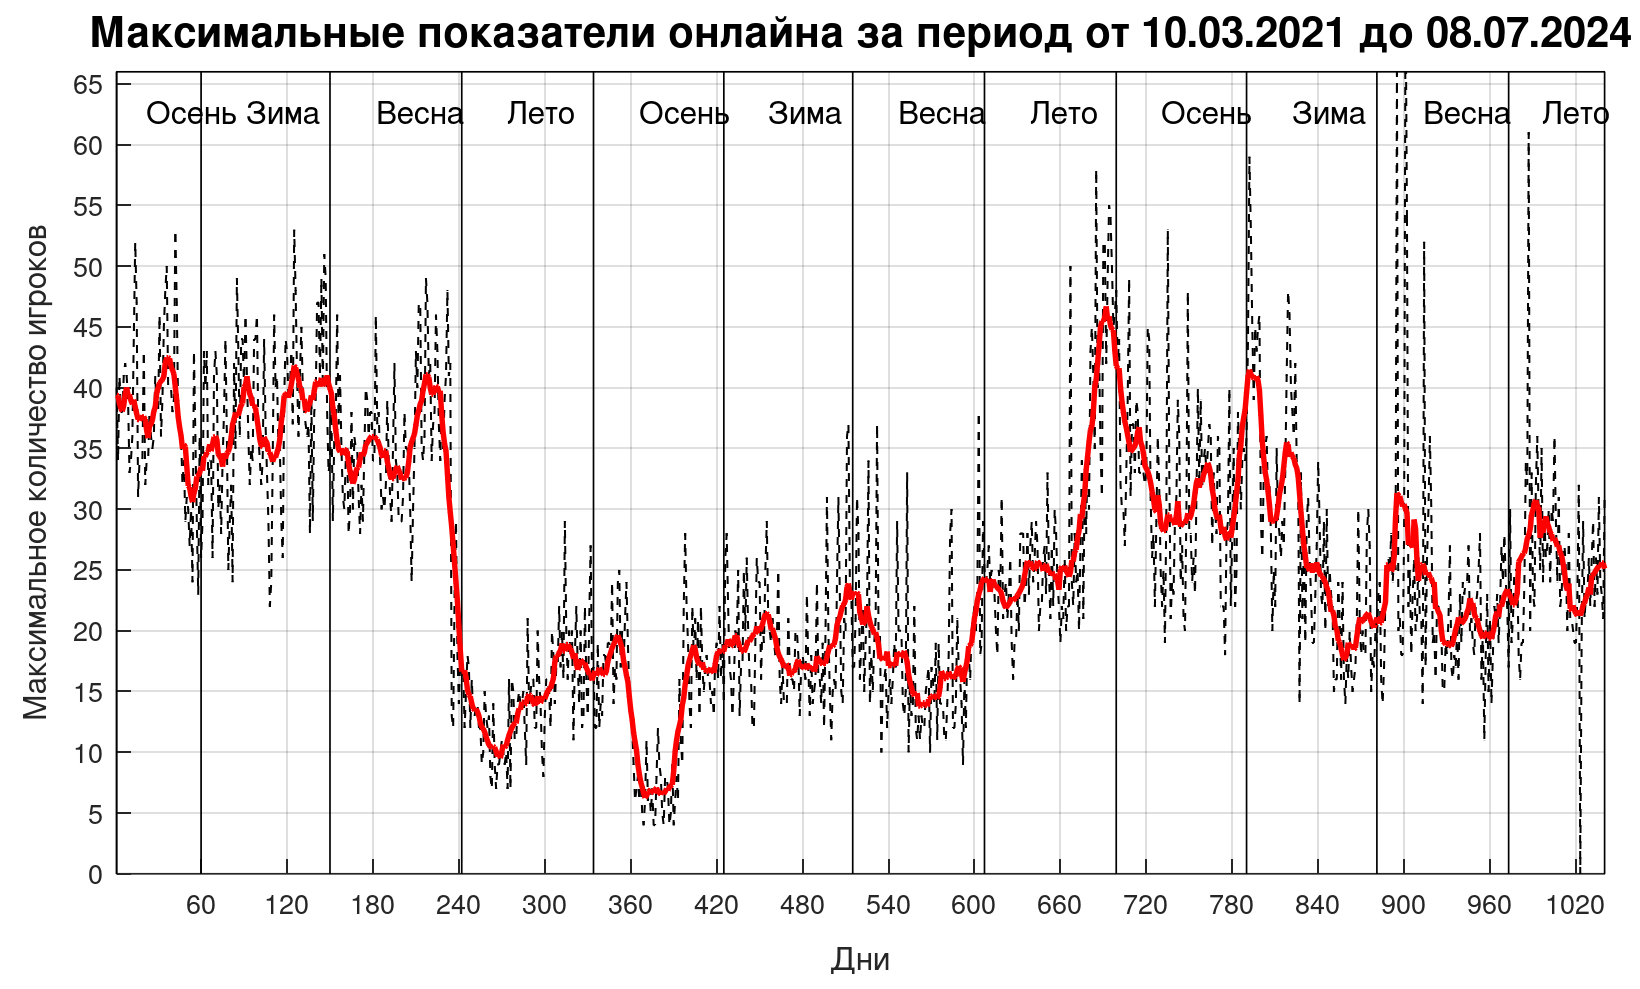 Максимальные показатели онлайна за период от 10.03.2021 до 08.07.2024
Осень Зима Весна Лето Осень Зима Весна Лето Осень Зима Весна Лето
65
60
55
50
45
40
35
30
25
20
15
10
5
0
Максимальное количество игроков
60 120 180 240 300 360 420 480 540 600 660 720 780 840 900 960 1020
Дни